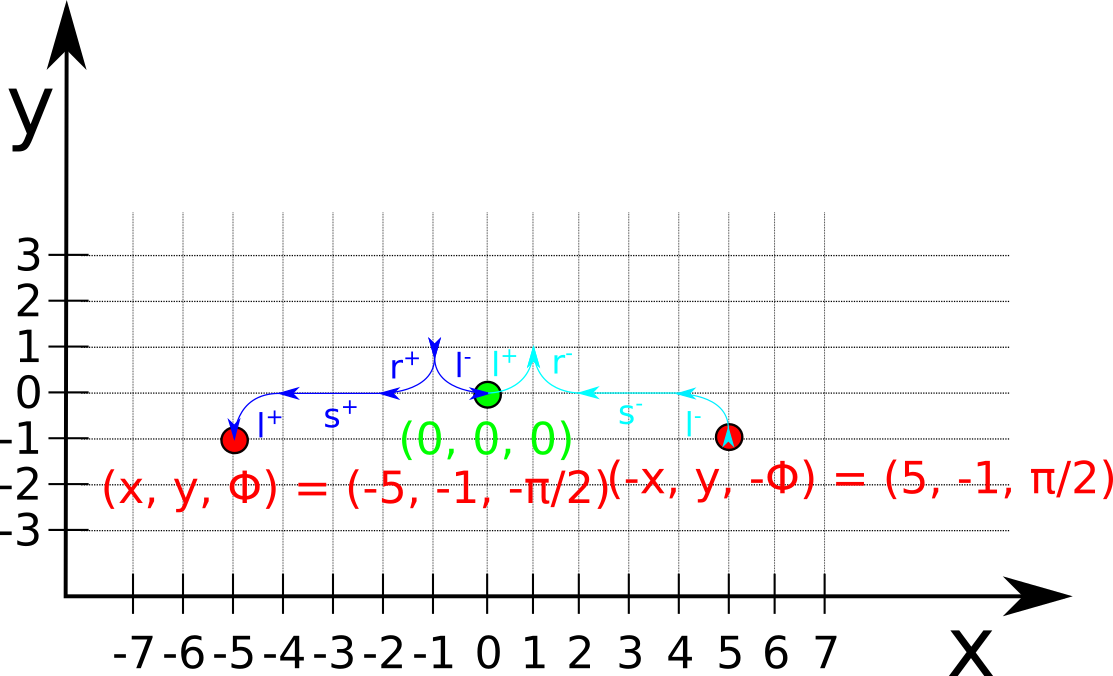 y
3
2
1
0
-1
-2
-3
r⁺ l⁻ l⁺ r⁻
l⁺ s⁺ s⁻ l⁻
(0, 0, 0)
(x, y, Φ) = (-5, -1, -π/2) (-x, y, -Φ) = (5, -1, π/2)
-7 -6 -5 -4 -3 -2 -1 0 1 2 3 4 5 6 7
x